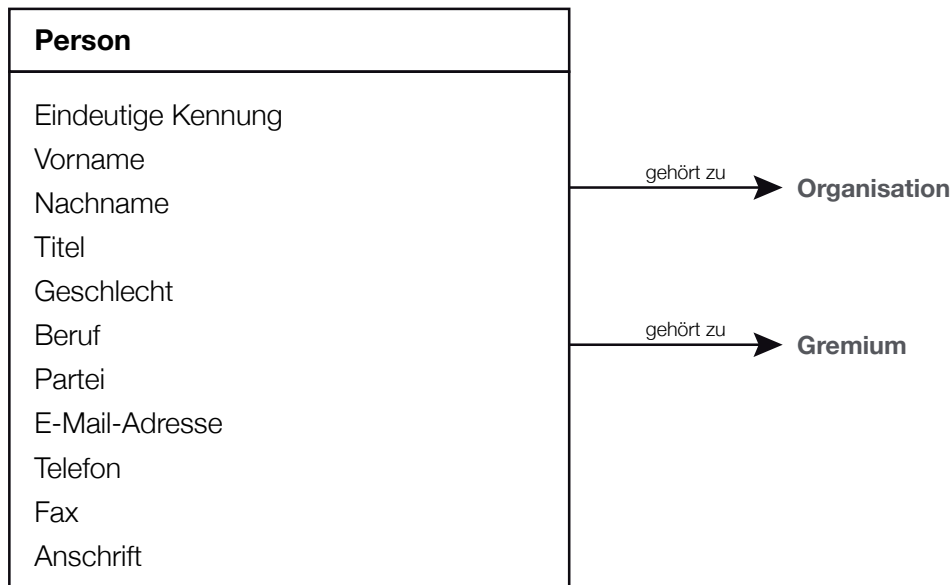 Person
Eindeutige Kennung
Vorname
Nachname
Titel
Geschlecht
Beruf
Partei
E-Mail-Adresse
Telefon
Fax
Anschrift
gehört zu
Organisation
gehört zu
Gremium